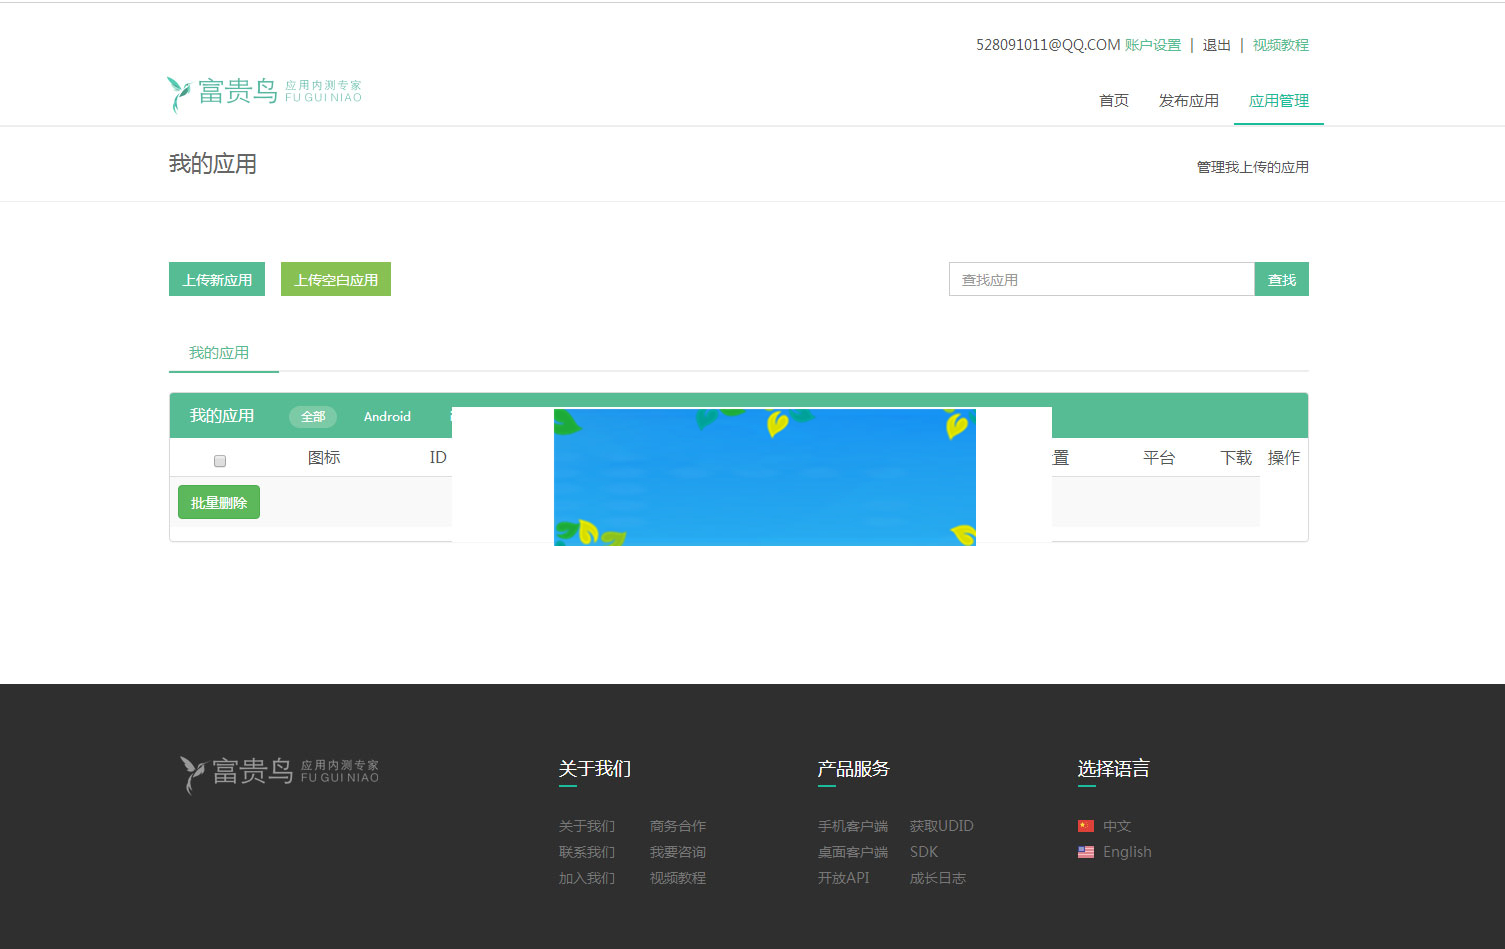 528091011@QQ.COM 账户设置 | 退出 | 视频教程
富贵鸟 应用内测专家
FU GUI NIAO
首页 发布应用 应用管理
我的应用
管理我上传的应用
上传新应用 上传空白应用 查找应用 查找
我的应用
我的应用 全部 Android
图标 ID 置 平台 下载 操作
批量删除
富贵鸟 应用内测专家
FU GUI NIAO
关于我们 产品服务 选择语言
关于我们 商务合作 手机客户端 获取UDID 中文
联系我们 我要咨询 桌面客户端 SDK English
加入我们 视频教程 开放API 成长日志